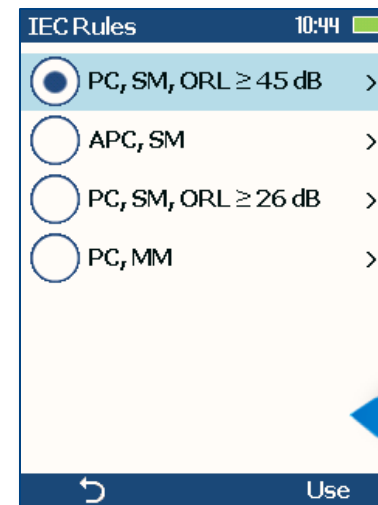 IEC Rules 10:44
PC, SM, ORL ≥ 45 dB >
APC, SM >
PC, SM, ORL ≥ 26 dB >
PC, MM >
Use